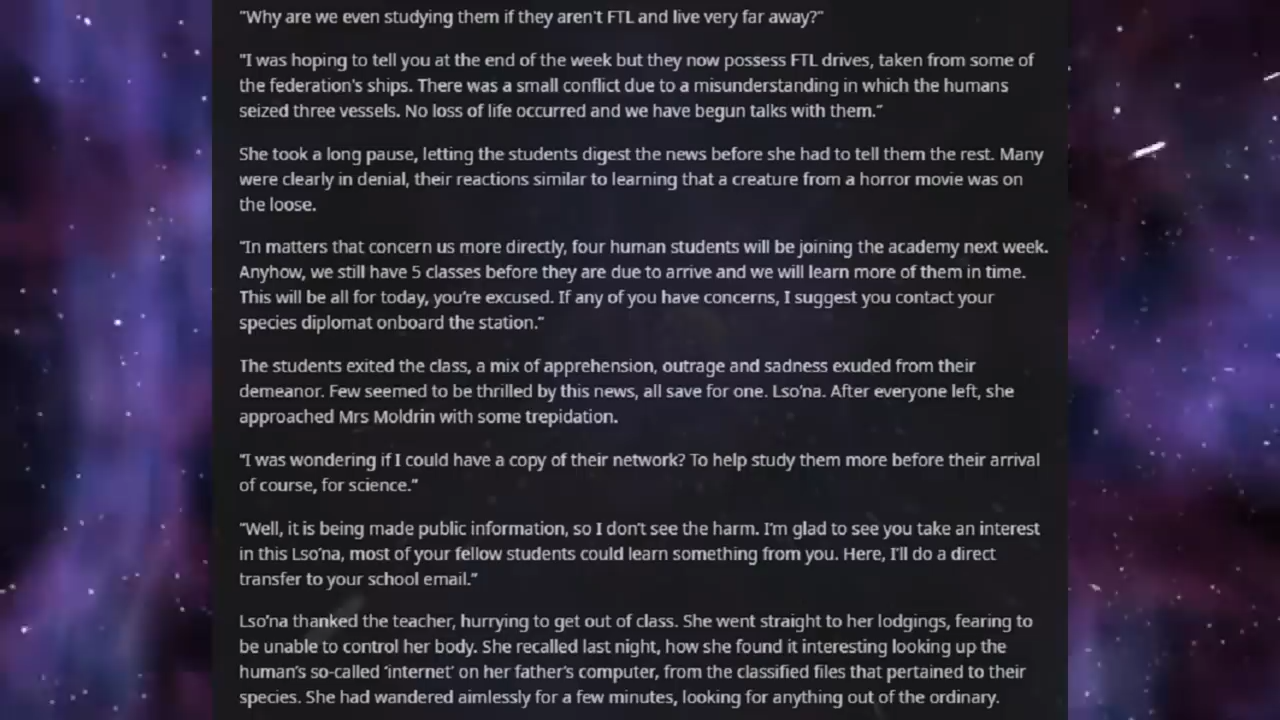 "Why are we even studying them if they aren't FTL and live very far away?"
"I was hoping to tell you at the end of the week but they now possess FTL drives, taken from some of
the federation's ships. There was a small conflict due to a misunderstanding in which the humans
seized three vessels. No loss of life occurred and we have begun talks with them."
She took a long pause, letting the students digest the news before she had to tell them the rest. Many
were clearly in denial, their reactions similar to learning that a creature from a horror movie was on
the loose.
"In matters that concern us more directly, four human students will be joining the academy next week.
Anyhow, we still have 5 classes before they are due to arrive and we will learn more of them in time.
This will be all for today, you're excused. If any of you have concerns, I suggest you contact your
species diplomat onboard the station."
The students exited the class, a mix of apprehension, outrage and sadness exuded from their
demeanor. Few seemed to be thrilled by this news, all save for one. Lso'na. After everyone left, she
approached Mrs Moldrin with some trepidation.
"I was wondering if I could have a copy of their network? To help study them more before their arrival
of course, for science."
"Well, it is being made public information, so I don't see the harm. I'm glad to see you take an interest
in this Lso'na, most of your fellow students could learn something from you. Here, I'll do a direct
transfer to your school email."
Lso'na thanked the teacher, hurrying to get out of class. She went straight to her lodgings, fearing to
be unable to control her body. She recalled last night, how she found it interesting looking up the
human's so-called 'internet' on her father's computer, from the classified files that pertained to their
species. She had wandered aimlessly for a few minutes, looking for anything out of the ordinary.